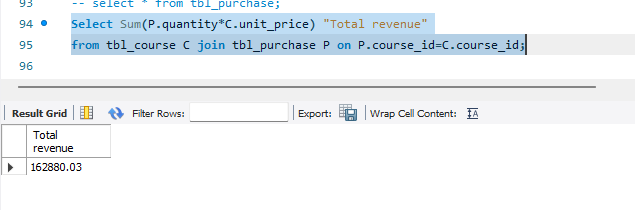 93 -- select * from tbl_purchase;
94 Select Sum(P.quantity*C.unit_price) "Total revenue"
95 from tbl_course C join tbl_purchase P on P.course_id=C.course_id;
96
Result Grid Filter Rows: Export: Wrap Cell Content: IA
Total
revenue
162880.03